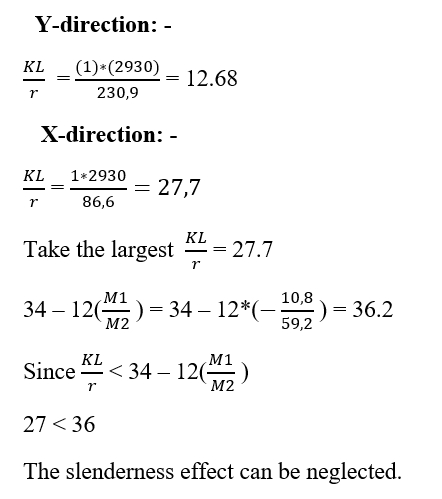 Y-direction: -
KL/r = (1)*(2930)/230,9 = 12.68
X-direction: -
KL/r = 1*2930/86,6 = 27,7
Take the largest KL/r = 27.7
34 – 12(M1/M2) = 34 – 12*(−10,8/59,2) = 36.2
Since KL/r < 34 – 12(M1/M2)
27 < 36
The slenderness effect can be neglected.